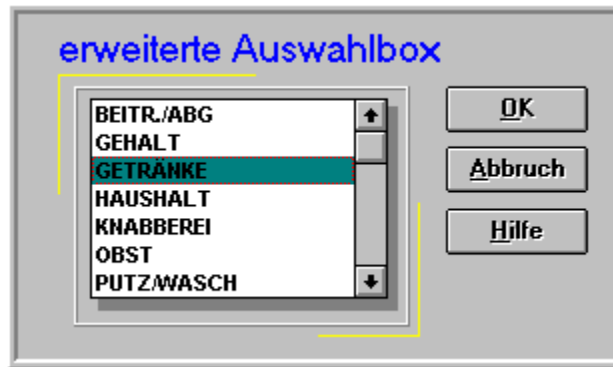 erweiterte Auswahlbox
BEITR./ABG
GEHALT
GETRÄNKE
HAUSHALT
KNABBEREI
OBST
PUTZ/WASCH
OK
Abbruch
Hilfe